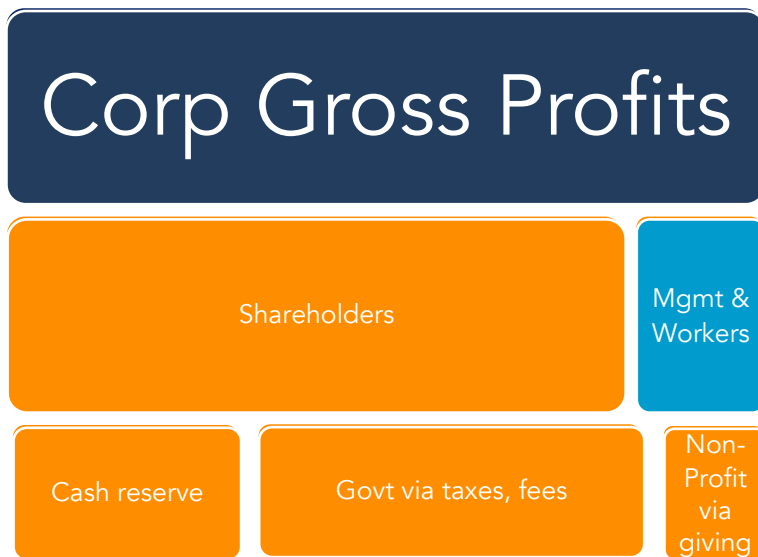 Corp Gross Profits
Shareholders
Mgmt &
Workers
Cash reserve
Govt via taxes, fees
Non-
Profit
via
giving